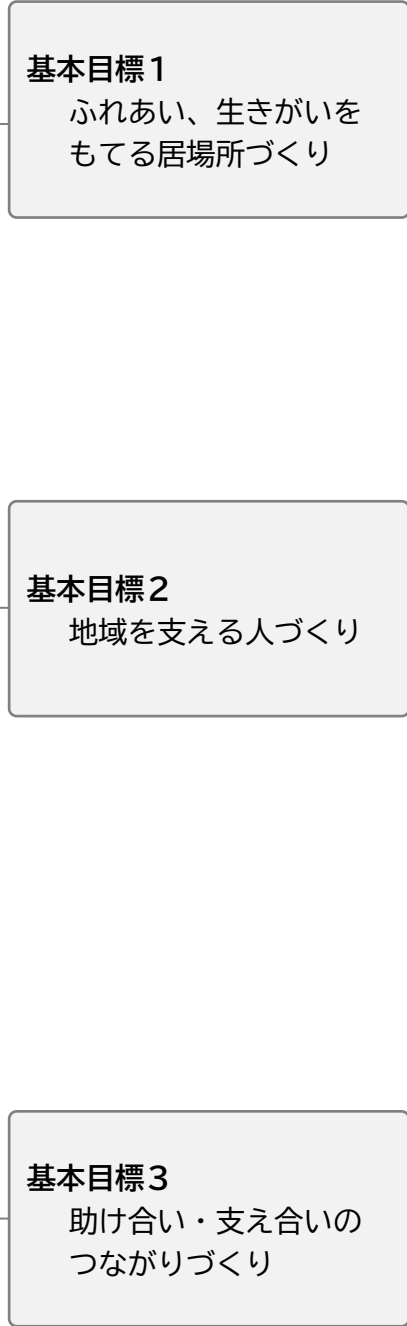 基本目標１
ふれあい、生きがいを
もてる居場所づくり
基本目標２
地域を支える人づくり
基本目標３
助け合い・支え合いの
つながりづくり